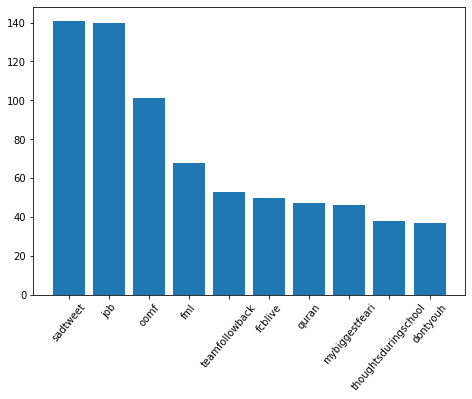 140
120
100
80
60
40
20
0
sadtweet
job
oomf
fml
teamfollowback
fcblive
quran
mybiggestfeari
thoughtsduringschool
dontyouh